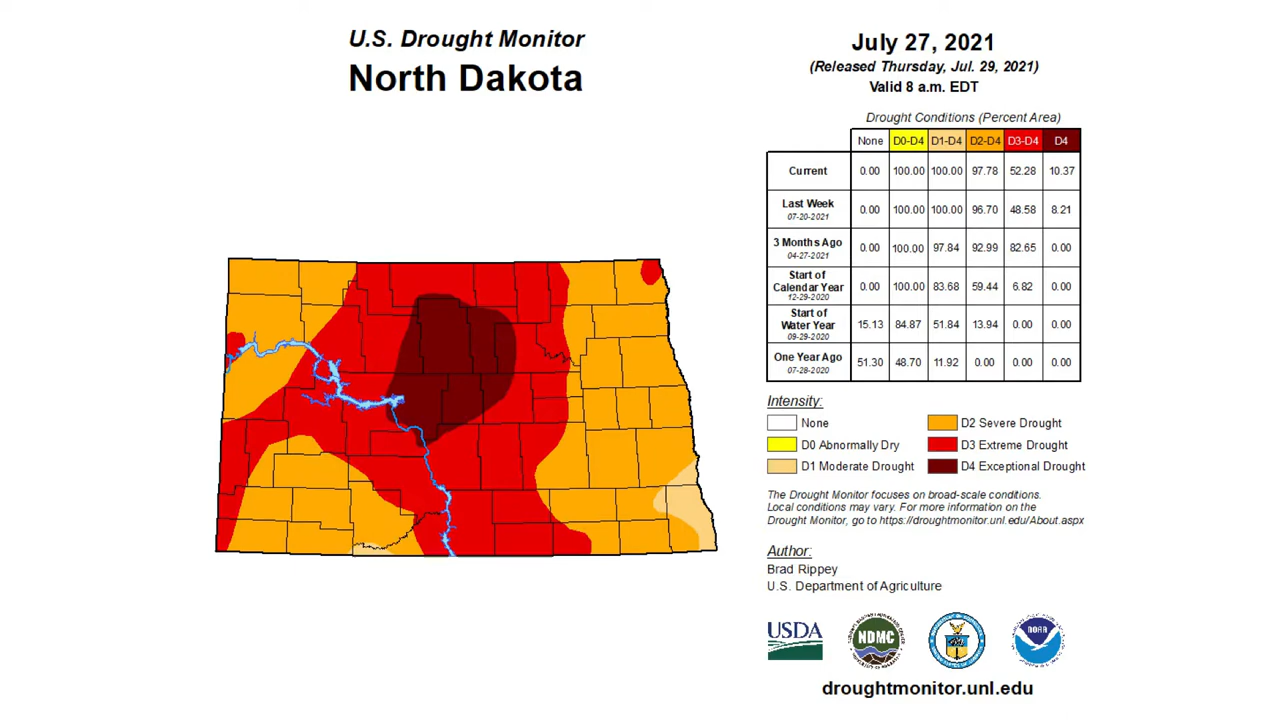 U.S. Drought Monitor
North Dakota
July 27, 2021
(Released Thursday, Jul. 29, 2021)
Valid 8 a.m. EDT
Drought Conditions (Percent Area)
None D0-D4 D1-D4 D2-D4 D3-D4 D4
Current 0.00 100.00 100.00 97.78 52.28 10.37
Last Week
07-20-2021 0.00 100.00 100.00 96.70 48.58 8.21
3 Months Ago
04-27-2021 0.00 100.00 97.84 92.99 82.65 0.00
Start of
Calendar Year
12-29-2020 0.00 100.00 83.68 59.44 6.82 0.00
Start of
Water Year
09-29-2020 15.13 84.87 51.84 13.94 0.00 0.00
One Year Ago
07-28-2020 51.30 48.70 11.92 0.00 0.00 0.00
Intensity:
None
D0 Abnormally Dry
D1 Moderate Drought
D2 Severe Drought
D3 Extreme Drought
D4 Exceptional Drought
The Drought Monitor focuses on broad-scale conditions.
Local conditions may vary. For more information on the
Drought Monitor, go to https://droughtmonitor.unl.edu/About.aspx
Author:
Brad Rippey
U.S. Department of Agriculture
USDA
NDMC
NOAA
droughtmonitor.unl.edu